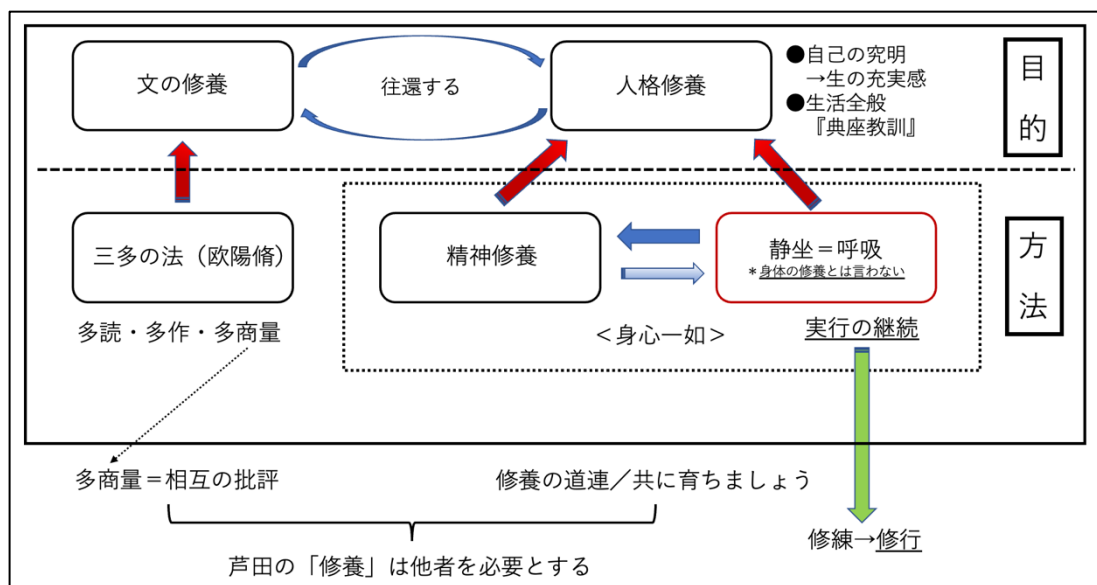 文の修養
往還する
人格修養
●自己の究明
→生の充実感
●生活全般
『典座教訓』
目的
三多の法（欧陽脩）
精神修養
静坐＝呼吸
＊身体の修養とは言わない
方法
多読・多作・多商量
＜身心一如＞
実行の継続
多商量＝相互の批評
修養の道連／共に育ちましょう
修練→修行
芦田の「修養」は他者を必要とする